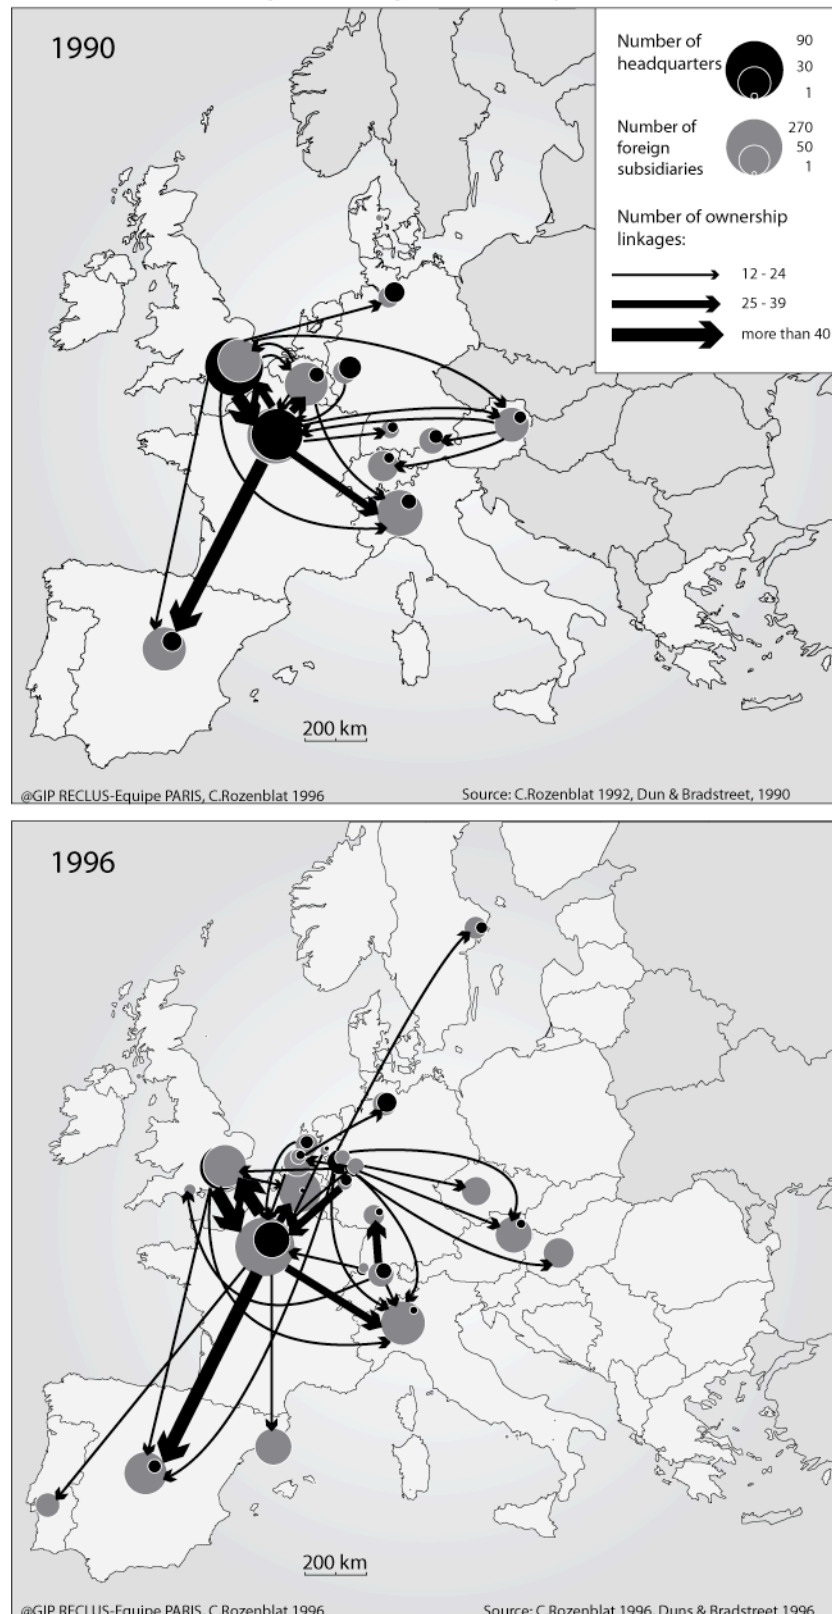 1990
Number of
headquarters
90
30
1
Number of
foreign
subsidiaries
270
50
1
Number of ownership
linkages:
12 - 24
25 - 39
more than 40
200 km
@GIP RECLUS-Equipe PARIS, C.Rozenblat 1996
Source: C.Rozenblat 1992, Dun & Bradstreet, 1990
1996
200 km
@GIP RECLUS-Equipe PARIS, C.Rozenblat 1996
Source: C.Rozenblat 1996, Duns & Bradstreet 1996